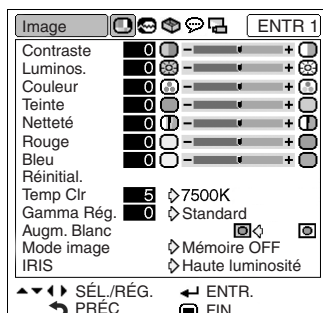 Image ENTR 1
Contraste 0 - +
Luminos. 0 - +
Couleur 0 - +
Teinte 0 - +
Netteté 0 - +
Rouge 0 - +
Bleu 0 - +
Réinitial.
Temp Clr 5 7500K
Gamma Rég. 0 Standard
Augm. Blanc
Mode image Mémoire OFF
IRIS Haute luminosité
SÉL./RÉG. ENTR.
PRÉC FIN